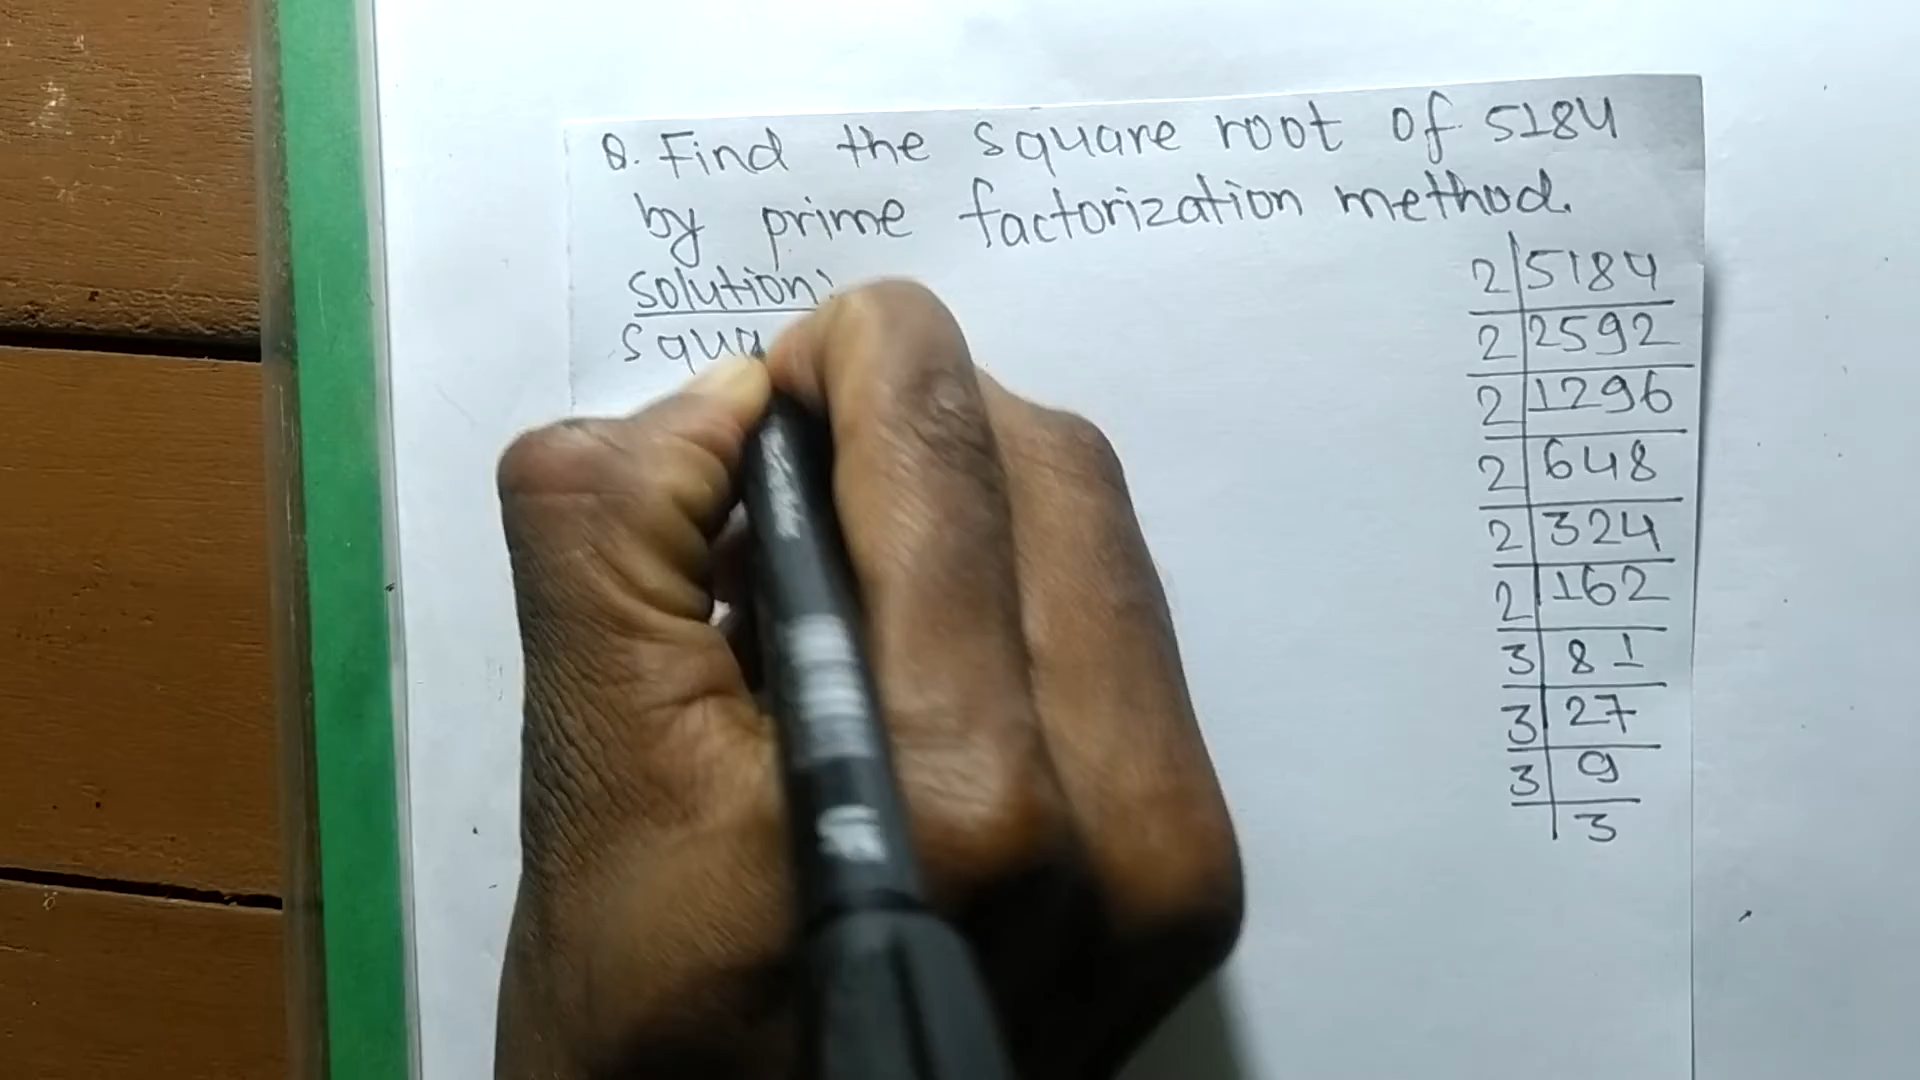 Q. Find the square root of 5184
by prime factorization method.
Solution:
squa
2 5184
2 2592
2 1296
2 648
2 324
2 162
3 81
3 27
3 9
3